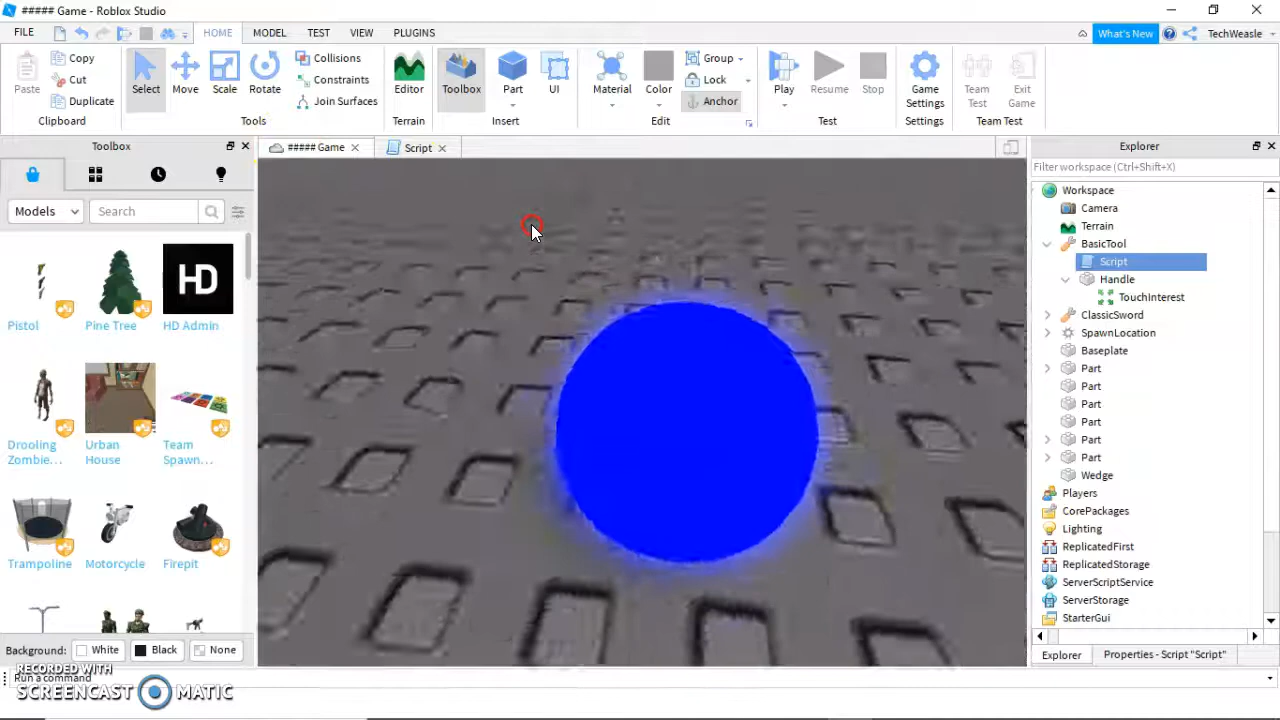 ##### Game - Roblox Studio
FILE
HOME
MODEL
TEST
VIEW
PLUGINS
What's New
TechWeasle
Paste
Copy
Cut
Duplicate
Clipboard
Select
Move
Scale
Rotate
Collisions
Constraints
Join Surfaces
Tools
Editor
Terrain
Toolbox
Part
UI
Insert
Material
Color
Group
Lock
Anchor
Edit
Play
Resume
Stop
Test
Game
Settings
Settings
Team
Test
Exit
Game
Team Test
Toolbox
##### Game
Script
Explorer
Models
Search
Pistol
Pine Tree
HD
HD Admin
Drooling
Zombie...
Urban
House
Team
Spawn...
Trampoline
Motorcycle
Firepit
Background:
White
Black
None
Filter workspace (Ctrl+Shift+X)
Workspace
Camera
Terrain
BasicTool
Script
Handle
TouchInterest
ClassicSword
SpawnLocation
Baseplate
Part
Part
Part
Part
Part
Part
Wedge
Players
CorePackages
Lighting
ReplicatedFirst
ReplicatedStorage
ServerScriptService
ServerStorage
StarterGui
Explorer
Properties - Script "Script"
Run a command
RECORDED WITH
SCREENCAST MATIC